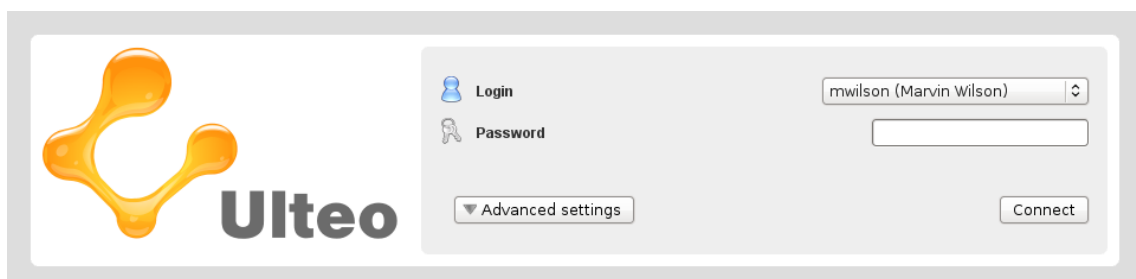 Ulteo
Login
mwilson (Marvin Wilson)
Password
Advanced settings
Connect